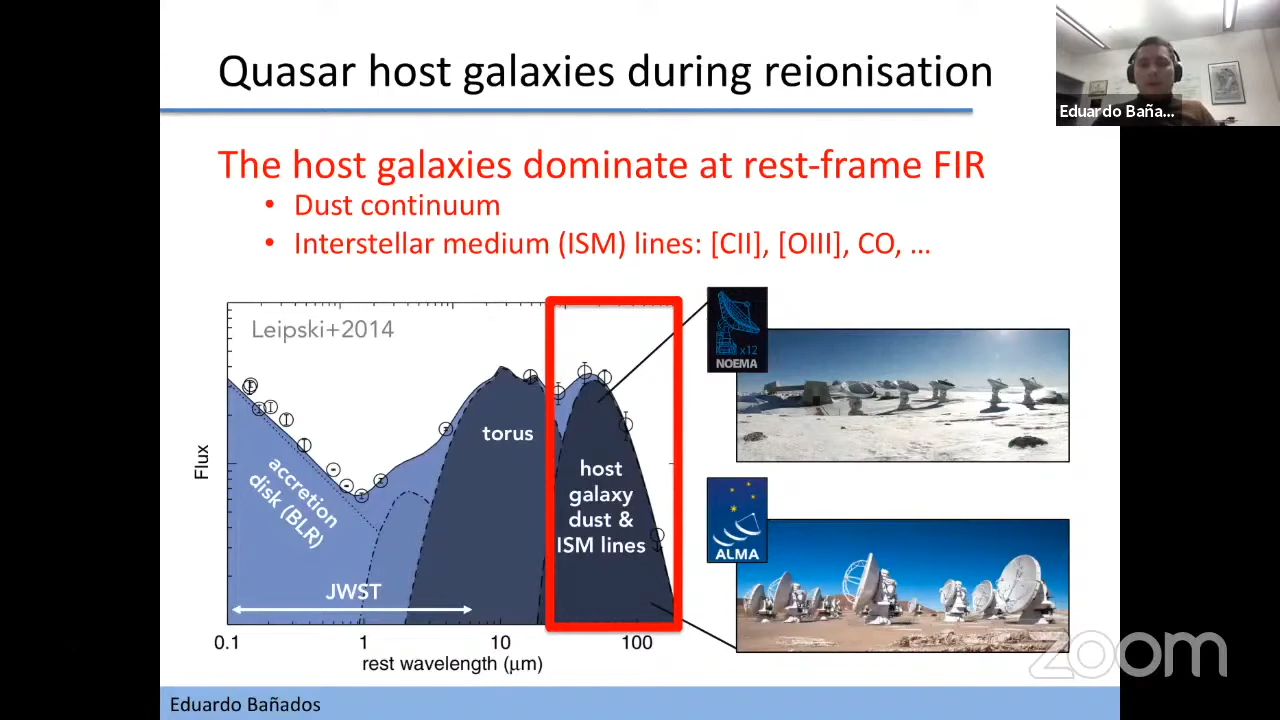 Quasar host galaxies during reionisation
Eduardo Baña...
The host galaxies dominate at rest-frame FIR
• Dust continuum
• Interstellar medium (ISM) lines: [CII], [OIII], CO, ...
Leipski+2014
x12
NOEMA
Flux
accretion
disk (BLR)
torus
host
galaxy
dust &
ISM lines
JWST
ALMA
0.1 1 10 100
rest wavelength (μm)
zoom
Eduardo Bañados